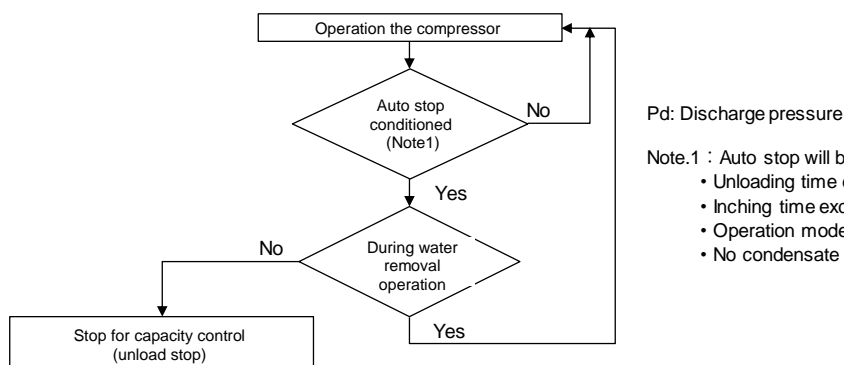 Operation the compressor
Auto stop
conditioned
(Note1)
No
Yes
Pd: Discharge pressure
Note.1：Auto stop will b
• Unloading time
• Inching time exc
• Operation mode
• No condensate
During water
removal
operation
No
Yes
Stop for capacity control
(unload stop)